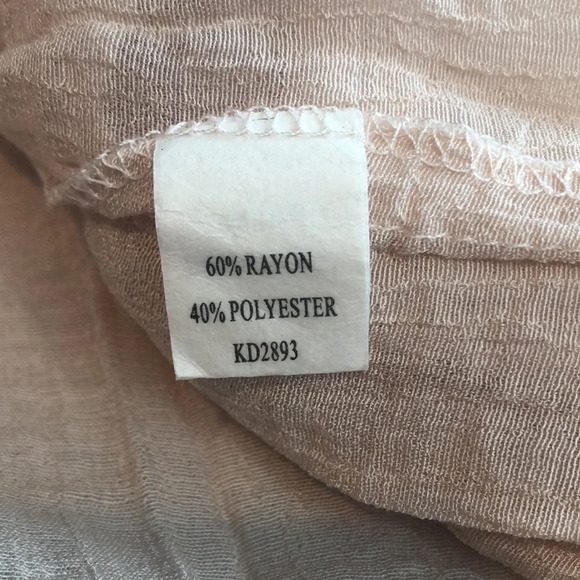 60% RAYON
40% POLYESTER
KD2893